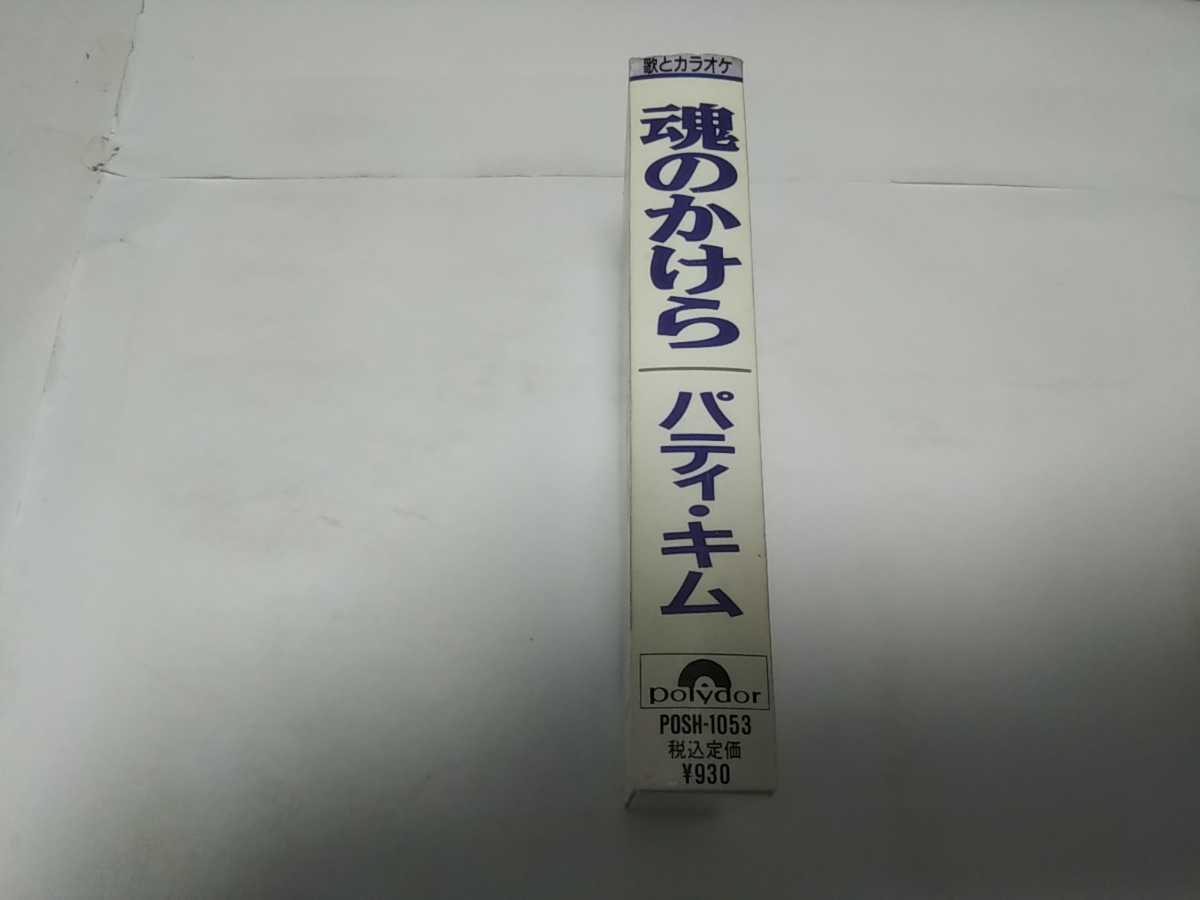 歌とカラオケ
魂のかけら
パティ・キム
polydor
POSH-1053
税込定価
¥930